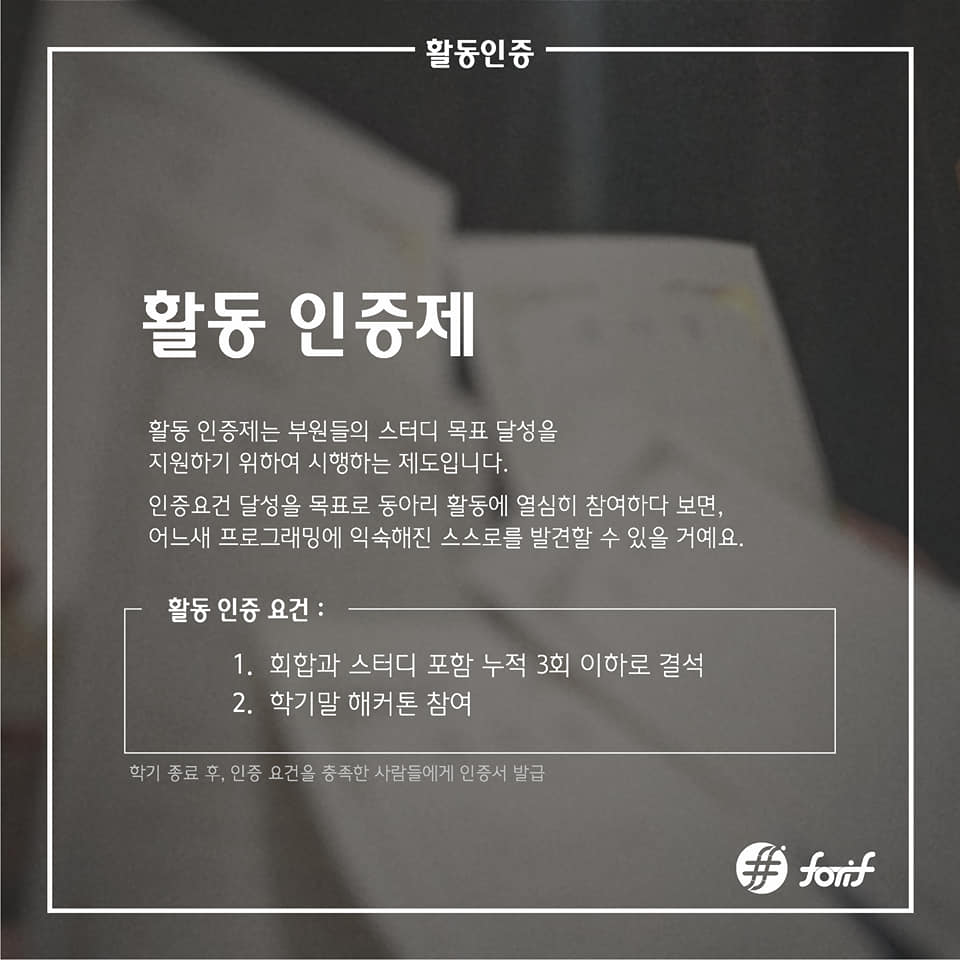 활동인증
활동 인증제
활동 인증제는 부원들의 스터디 목표 달성을
지원하기 위하여 시행하는 제도입니다.
인증요건 달성을 목표로 동아리 활동에 열심히 참여하다 보면,
어느새 프로그래밍에 익숙해진 스스로를 발견할 수 있을 거예요.
활동 인증 요건 :
1. 회합과 스터디 포함 누적 3회 이하로 결석
2. 학기말 해커톤 참여
학기 종료 후, 인증 요건을 충족한 사람들에게 인증서 발급
forif